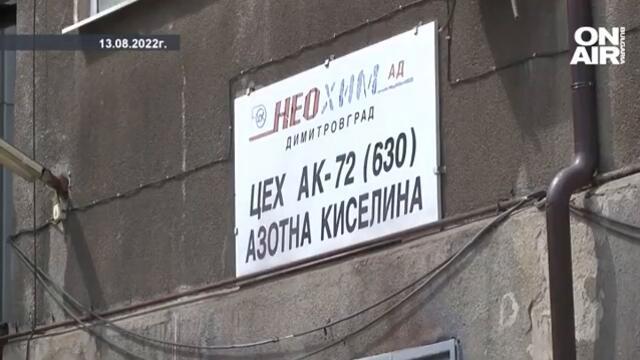 13.08.2022г.
ON AIR
BULGARIA
НЕОХИМ АД
ДИМИТРОВГРАД
ЦЕХ АК-72 (630)
АЗОТНА КИСЕЛИНА